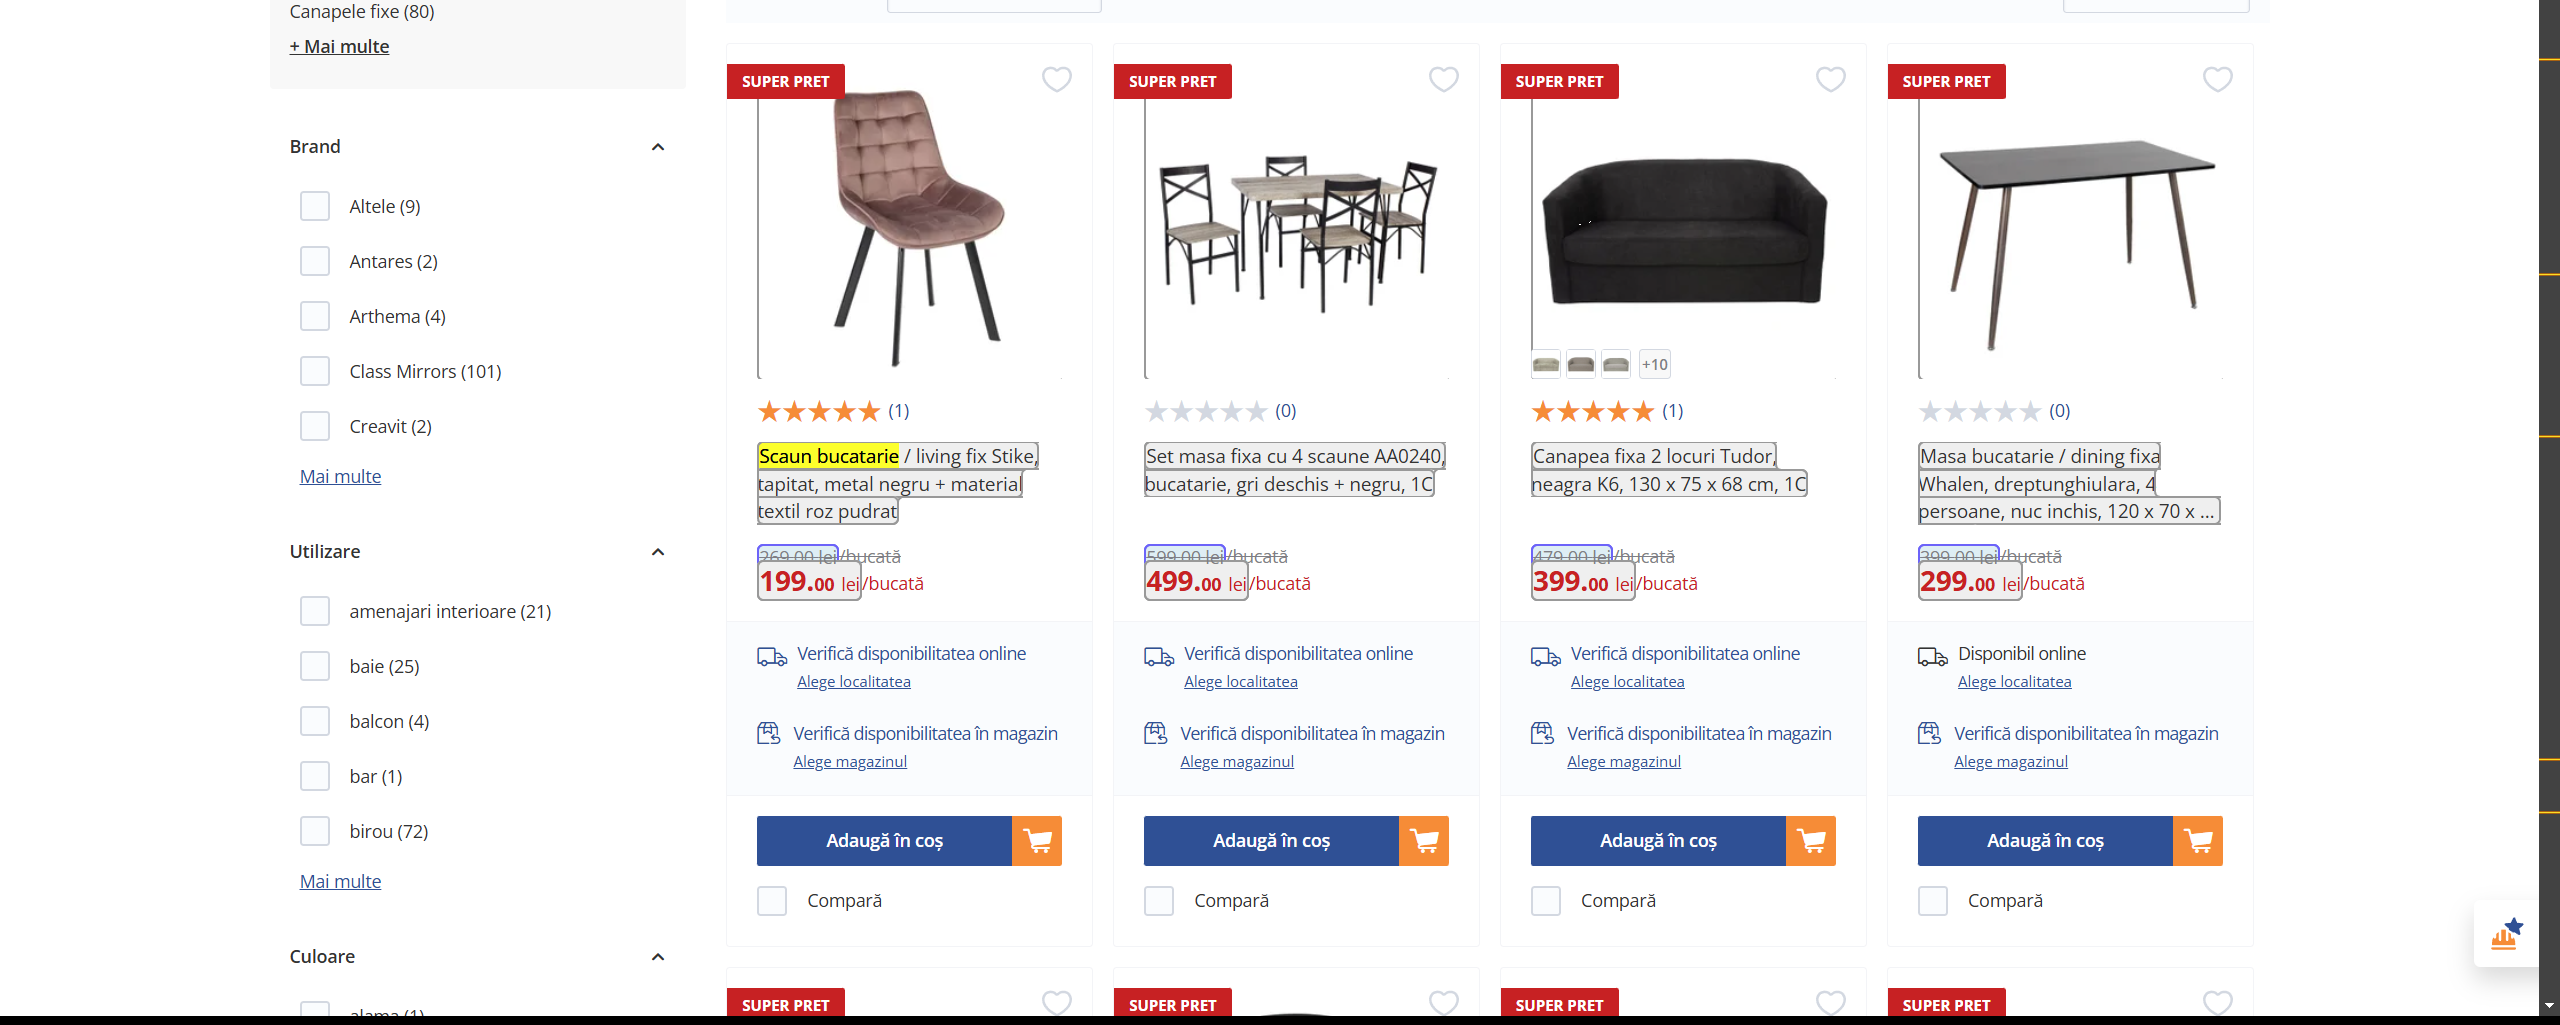 Canapele fixe (80)
+ Mai multe
Brand
Altele (9)
Antares (2)
Arthema (4)
Class Mirrors (101)
Creavit (2)
Mai multe
Utilizare
amenajari interioare (21)
baie (25)
balcon (4)
bar (1)
birou (72)
Mai multe
Culoare
alama (1)
SUPER PRET
(1)
Scaun bucatarie / living fix Stike,
tapitat, metal negru + material
textil roz pudrat
269.00 lei/bucată
199.00 lei/bucată
Verifică disponibilitatea online
Alege localitatea
Verifică disponibilitatea în magazin
Alege magazinul
Adaugă în coș
Compară
SUPER PRET
(0)
Set masa fixa cu 4 scaune AA0240,
bucatarie, gri deschis + negru, 1C
599.00 lei/bucată
499.00 lei/bucată
Verifică disponibilitatea online
Alege localitatea
Verifică disponibilitatea în magazin
Alege magazinul
Adaugă în coș
Compară
SUPER PRET
+10
(1)
Canapea fixa 2 locuri Tudor,
neagra K6, 130 x 75 x 68 cm, 1C
479.00 lei/bucată
399.00 lei/bucată
Verifică disponibilitatea online
Alege localitatea
Verifică disponibilitatea în magazin
Alege magazinul
Adaugă în coș
Compară
SUPER PRET
(0)
Masa bucatarie / dining fixa
Whalen, dreptunghiulara, 4
persoane, nuc inchis, 120 x 70 x ...
399.00 lei/bucată
299.00 lei/bucată
Disponibil online
Alege localitatea
Verifică disponibilitatea în magazin
Alege magazinul
Adaugă în coș
Compară
SUPER PRET
SUPER PRET
SUPER PRET
SUPER PRET